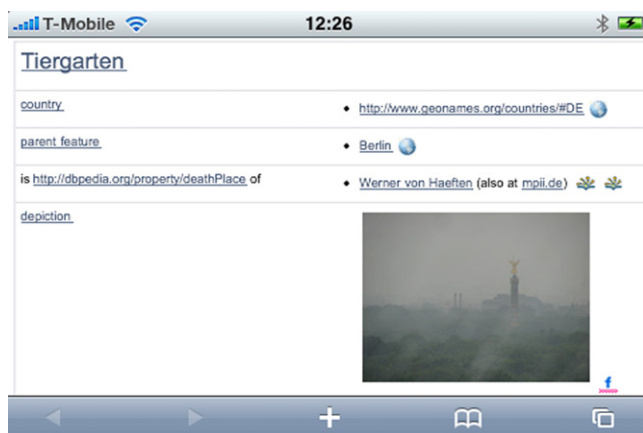 T-Mobile 12:26
Tiergarten
country
http://www.geonames.org/countries/#DE
parent feature
Berlin
is http://dbpedia.org/property/deathPlace of
Werner von Haeften (also at mpii.de)
depiction
f